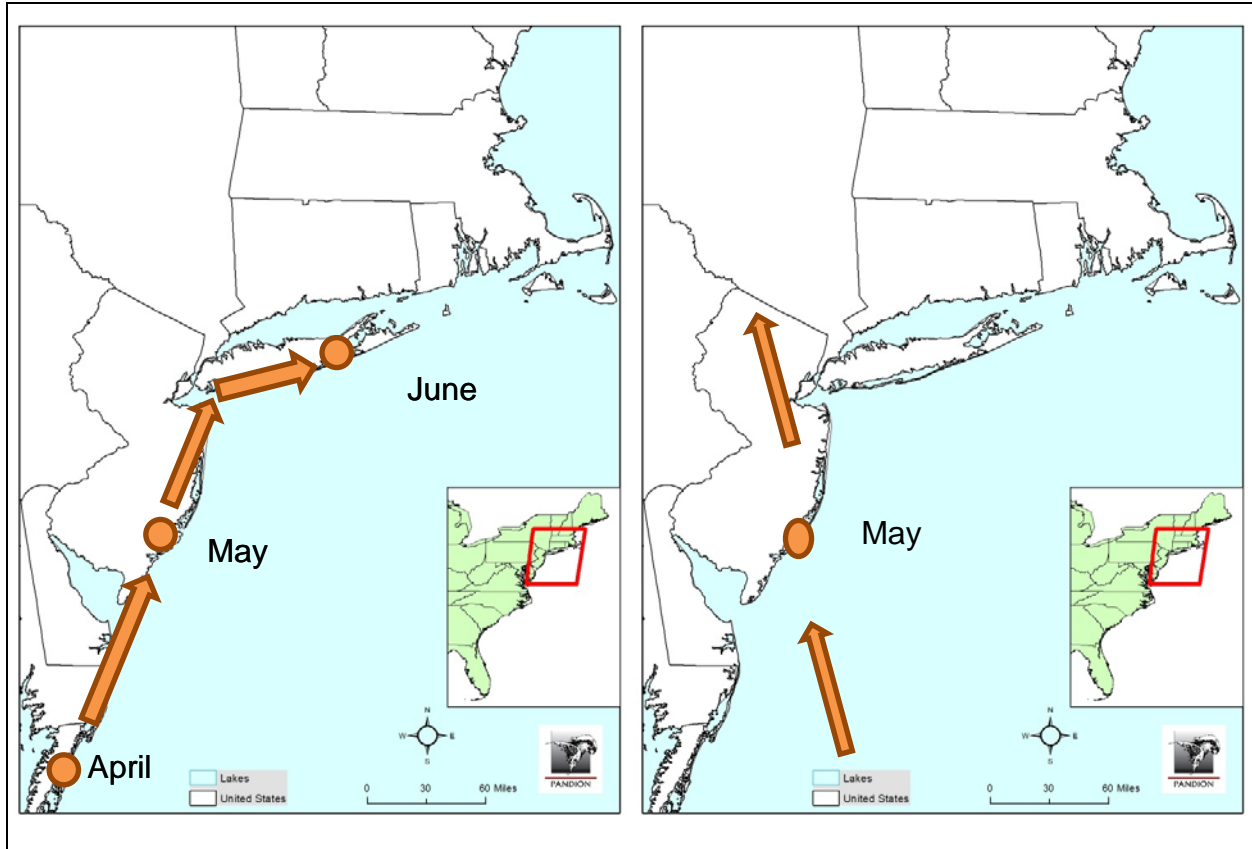 June
May
April
N
W E
S
Lakes
United States
0 30 60 Miles
PANDION
May
N
W E
S
Lakes
United States
0 30 60 Miles
PANDION